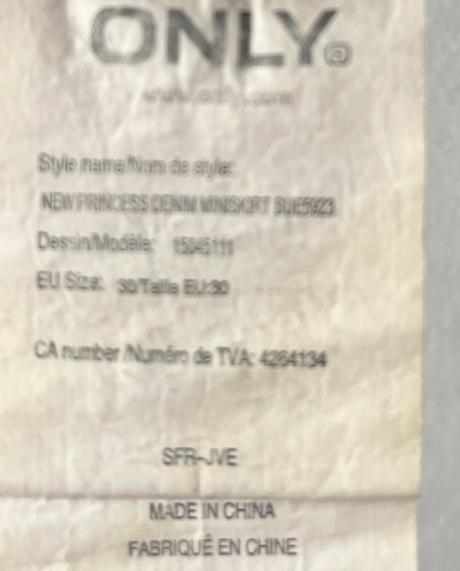 ONLY®
Style name/Nom de style:
NEW PRINCESS DENIM MINISKIRT
Dessin/Modèle: 15045111
EU Size: 30/Taille EU:30
CA number /Numéro de TVA: 4264134
SFR-JVE
MADE IN CHINA
FABRIQUÉ EN CHINE